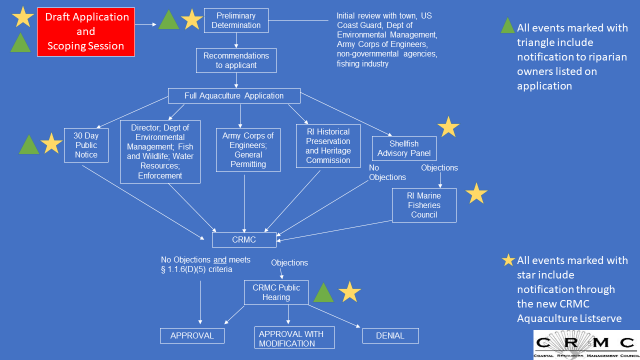 Draft Application
and
Scoping Session
Preliminary
Determination
Initial review with town, US
Coast Guard, Dept of
Environmental Management,
Army Corps of Engineers,
non-governmental agencies,
fishing industry
All events marked with
triangle include
notification to riparian
owners listed on
application
Recommendations
to applicant
Full Aquaculture Application
30 Day
Public
Notice
Director; Dept of
Environmental
Management; Fish
and Wildlife; Water
Resources;
Enforcement
Army Corps of
Engineers;
General
Permitting
RI Historical
Preservation
and Heritage
Commission
Shellfish
Advisory Panel
No
Objections
Objections
RI Marine
Fisheries
Council
CRMC
No Objections and meets
§ 1.1.6(D)(5) criteria
Objections
CRMC Public
Hearing
All events marked with
star include
notification through
the new CRMC
Aquaculture Listserve
APPROVAL
APPROVAL WITH
MODIFICATION
DENIAL
C R M C
COASTAL RESOURCES MANAGEMENT COUNCIL